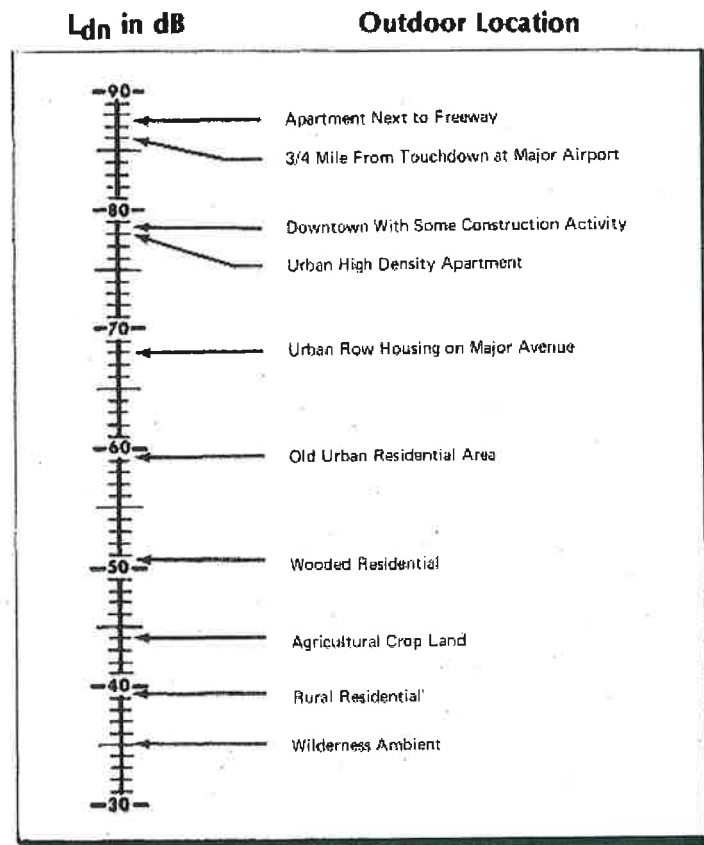 Ldn in dB Outdoor Location
90
Apartment Next to Freeway
3/4 Mile From Touchdown at Major Airport
80
Downtown With Some Construction Activity
Urban High Density Apartment
70
Urban Row Housing on Major Avenue
60
Old Urban Residential Area
Wooded Residential
50
Agricultural Crop Land
40
Rural Residential
Wilderness Ambient
30